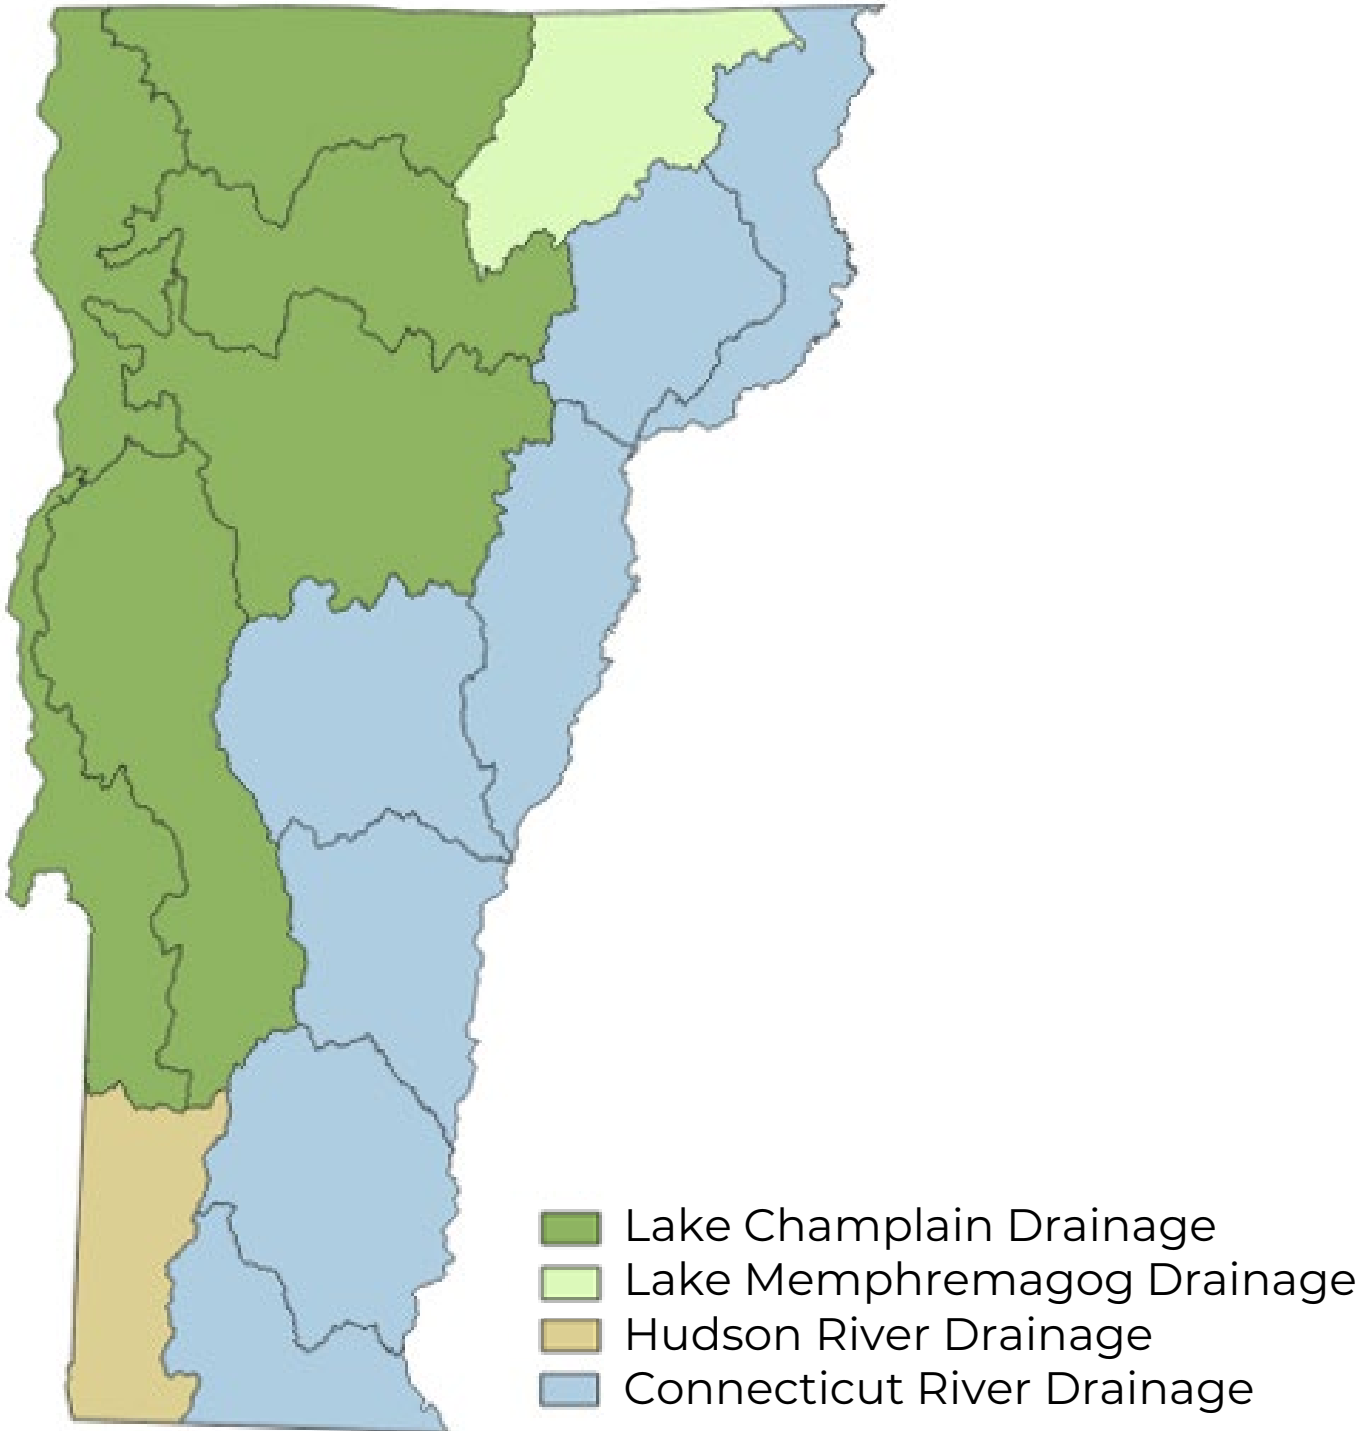 Lake Champlain Drainage
Lake Memphremagog Drainage
Hudson River Drainage
Connecticut River Drainage